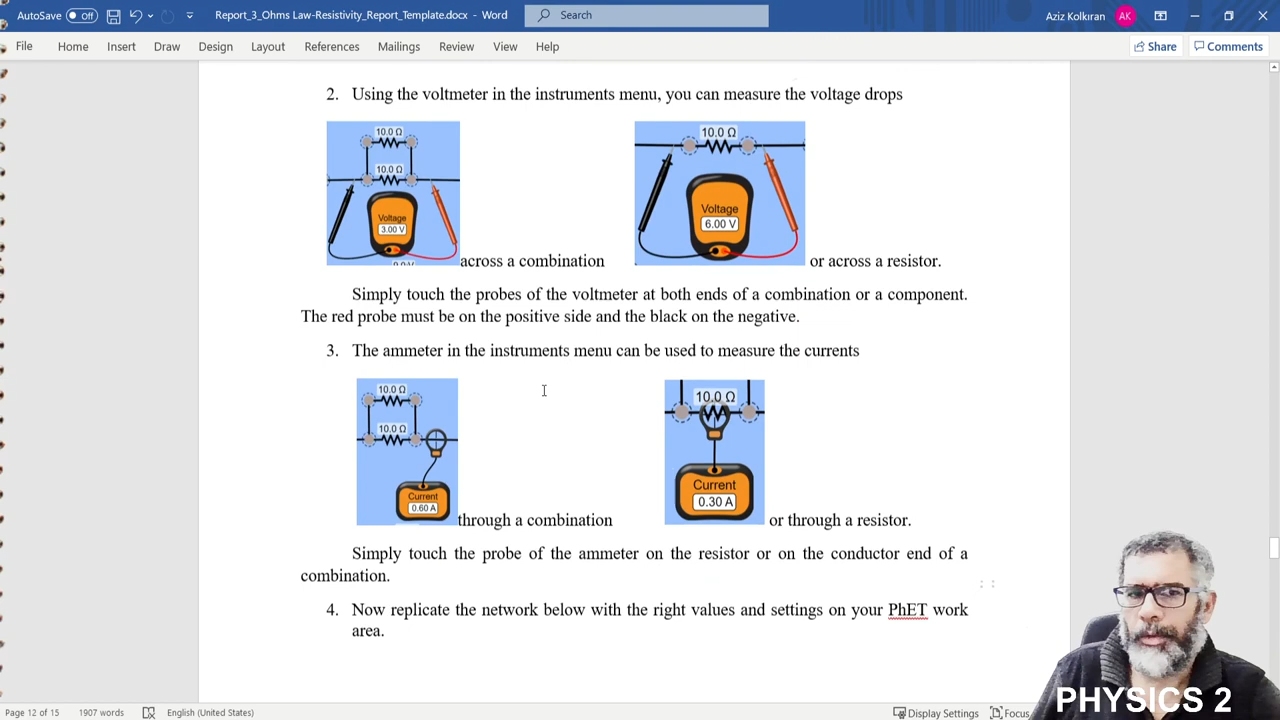 AutoSave Off
Report_3_Ohms Law-Resistivity_Report_Template.docx - Word
Search
Aziz Kolkıran AK
File Home Insert Draw Design Layout References Mailings Review View Help
Share Comments
2. Using the voltmeter in the instruments menu, you can measure the voltage drops
10.0 Ω
10.0 Ω
Voltage
3.00 V
across a combination
10.0 Ω
Voltage
6.00 V
or across a resistor.
Simply touch the probes of the voltmeter at both ends of a combination or a component.
The red probe must be on the positive side and the black on the negative.
3. The ammeter in the instruments menu can be used to measure the currents
10.0 Ω
10.0 Ω
Current
0.60 A
through a combination
10.0 Ω
Current
0.30 A
or through a resistor.
Simply touch the probe of the ammeter on the resistor or on the conductor end of a
combination.
4. Now replicate the network below with the right values and settings on your PhET work
area.
PHYSICS 2
Page 12 of 15 1907 words English (United States) Display Settings Focus